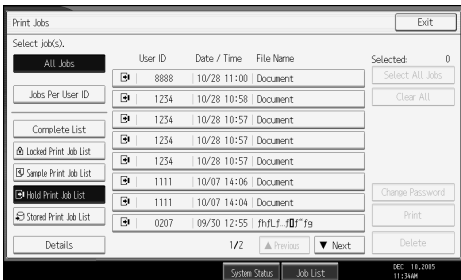 Print Jobs
Exit
Select job(s).
All Jobs
Jobs Per User ID
Complete List
Locked Print Job List
Sample Print Job List
Hold Print Job List
Stored Print Job List
Details
User ID Date / Time File Name
8888 10/28 11:00 Document
1234 10/28 10:58 Document
1234 10/28 10:57 Document
1234 10/28 10:57 Document
1234 10/28 10:57 Document
1111 10/07 14:06 Document
1111 10/07 14:04 Document
0207 09/30 12:55
1/2 ▲ Previous ▼ Next
Selected: 0
Select All Jobs
Clear All
Change Password
Print
Delete
System Status Job List
DEC 10,2005
11:34AM